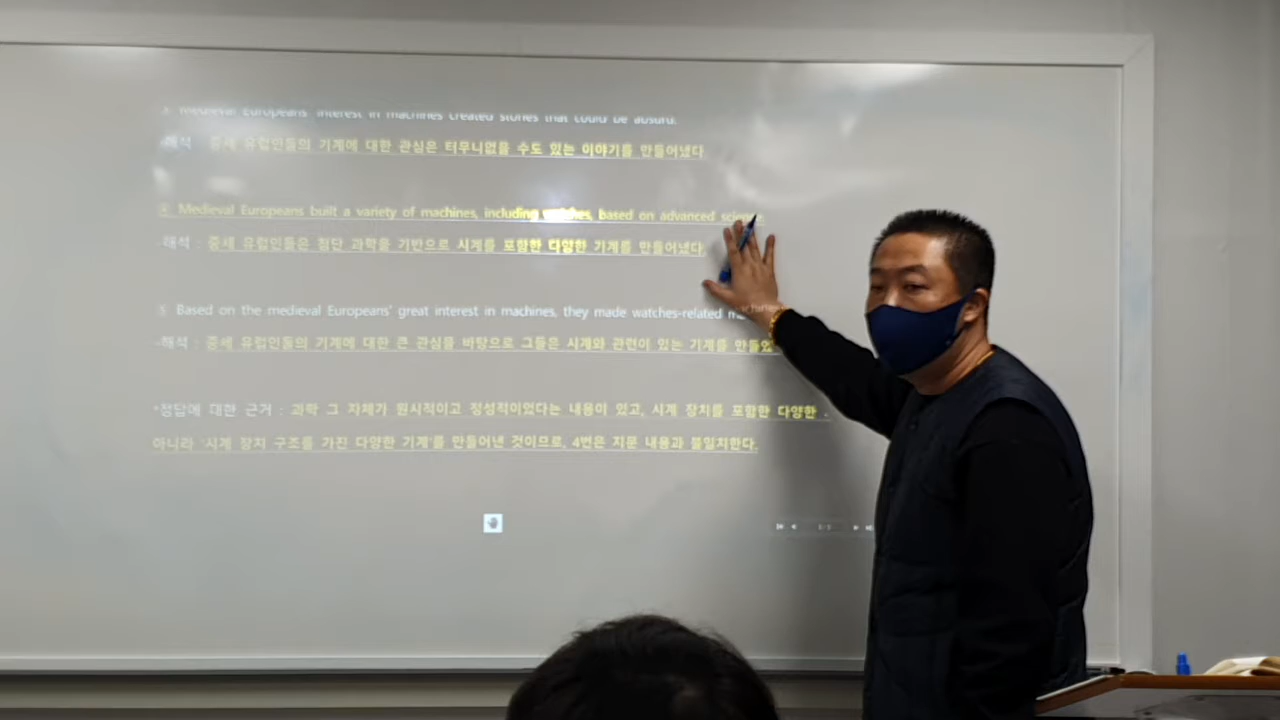 3 Medieval Europeans' interest in machines created stories that could be absurd.
-해석 : 중세 유럽인들의 기계에 대한 관심은 터무니없을 수도 있는 이야기를 만들어냈다
4 Medieval Europeans built a variety of machines, including watches, based on advanced science.
-해석 : 중세 유럽인들은 첨단 과학을 기반으로 시계를 포함한 다양한 기계를 만들어냈다
5 Based on the medieval Europeans' great interest in machines, they made watches-related
-해석 : 중세 유럽인들의 기계에 대한 큰 관심을 바탕으로 그들은 시계와 관련이 있는 기계를 만들었
*정답에 대한 근거 : 과학 그 자체가 원시적이고 정성적이었다는 내용이 있고, 시계 장치를 포함한 다양한
아니라 '시계 장치 구조를 가진 다양한 기계'를 만들어낸 것이므로, 4번은 지문 내용과 불일치한다.